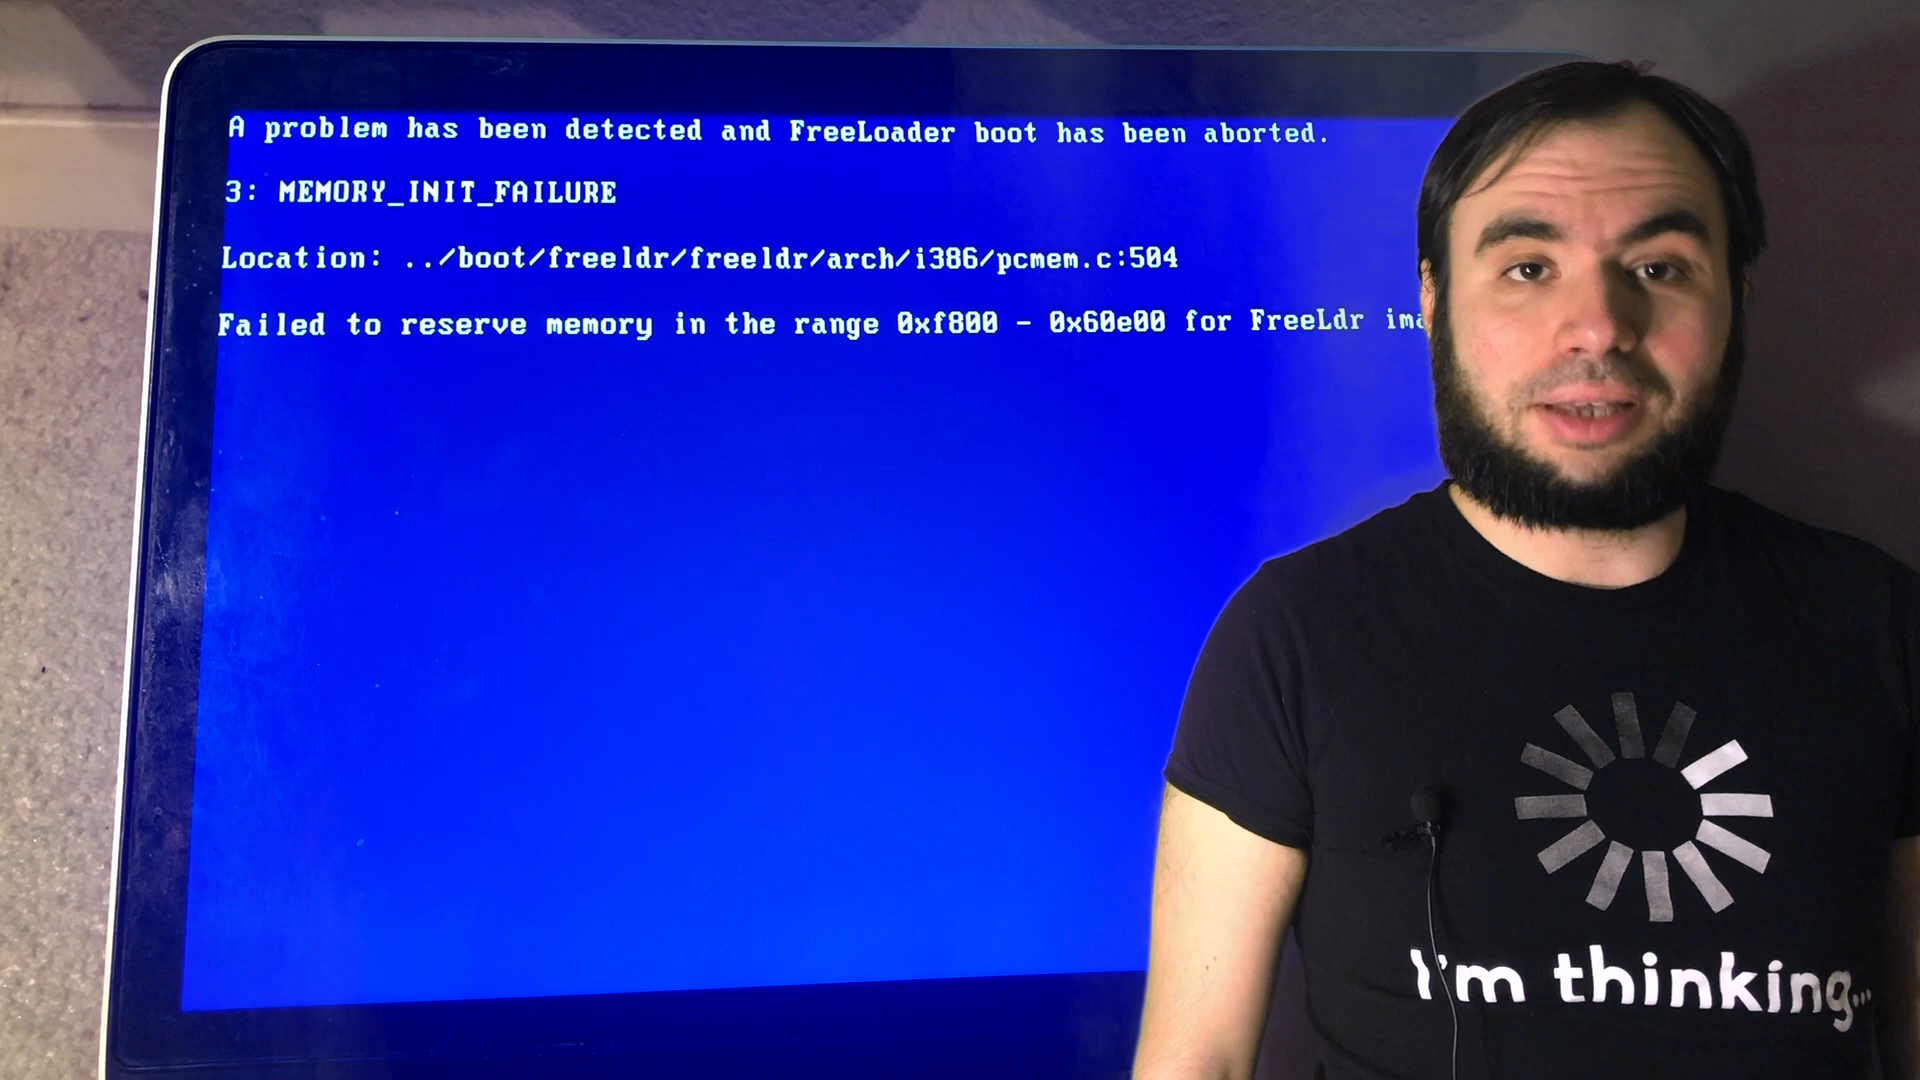 A problem has been detected and FreeLoader boot has been aborted.
3: MEMORY_INIT_FAILURE
Location: ../boot/freeldr/freeldr/arch/i386/pcmem.c:504
Failed to reserve memory in the range 0xf800 - 0x60e00 for FreeLdr
I'm thinking...